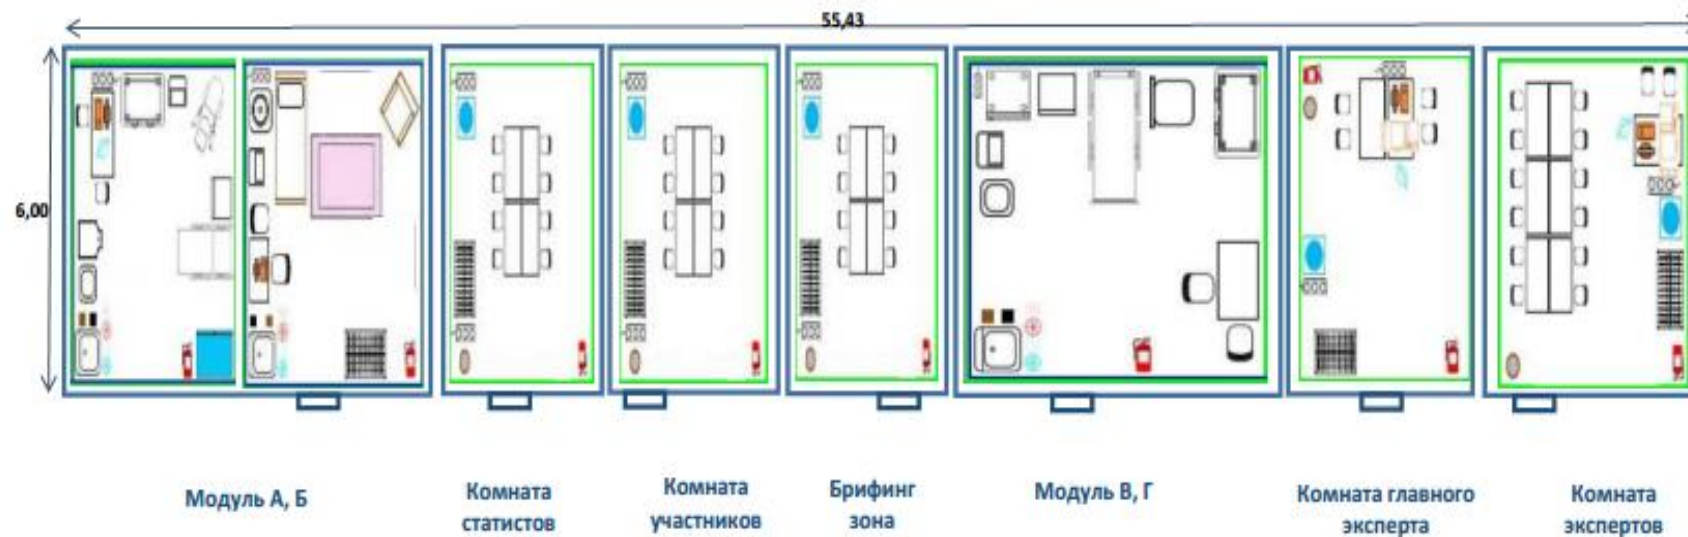 55,43
6,00
Модуль А, Б
Комната
статистов
Комната
участников
Брифинг
зона
Модуль В, Г
Комната главного
эксперта
Комната
экспертов